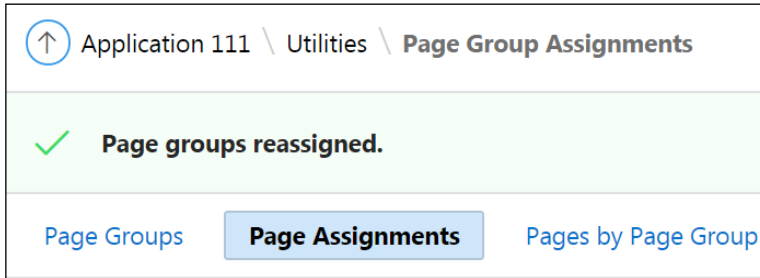 Application 111 \ Utilities \ Page Group Assignments
Page groups reassigned.
Page Groups Page Assignments Pages by Page Group